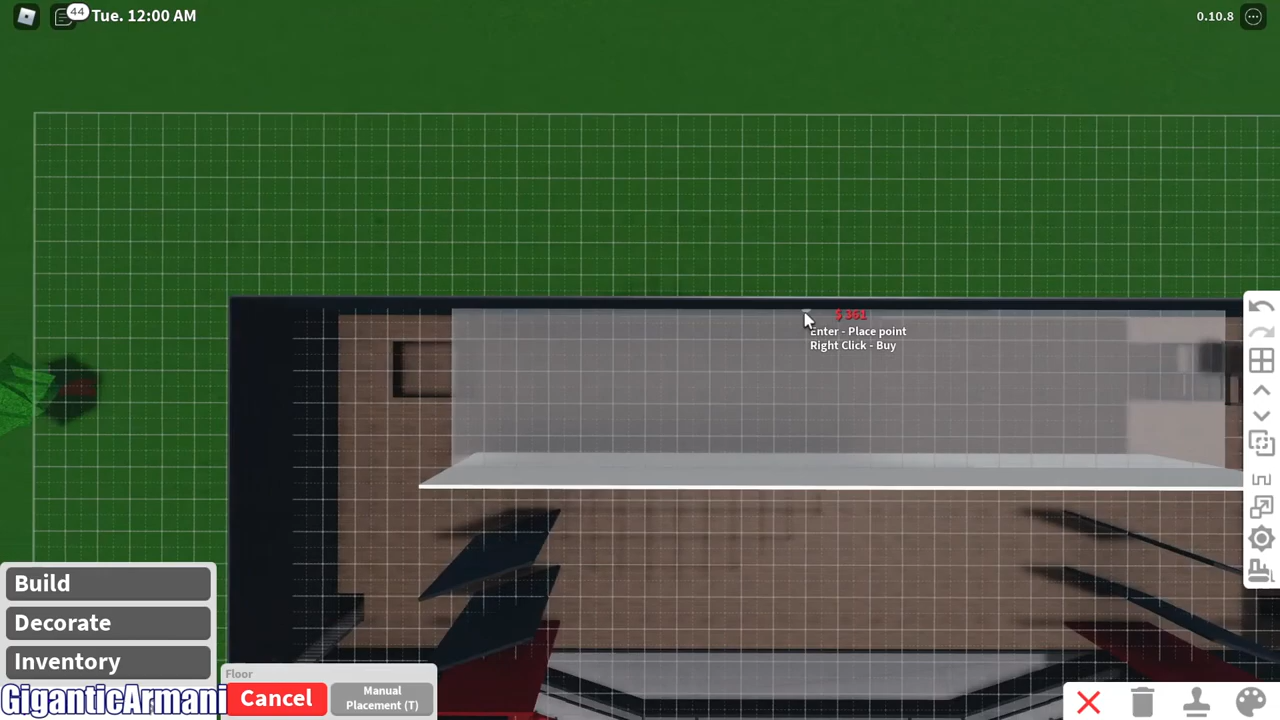 44
Tue. 12:00 AM
0.10.8
$ 361
Enter - Place point
Right Click - Buy
Build
Decorate
Inventory
Floor
Cancel
Manual
Placement (T)
GiganticArmani